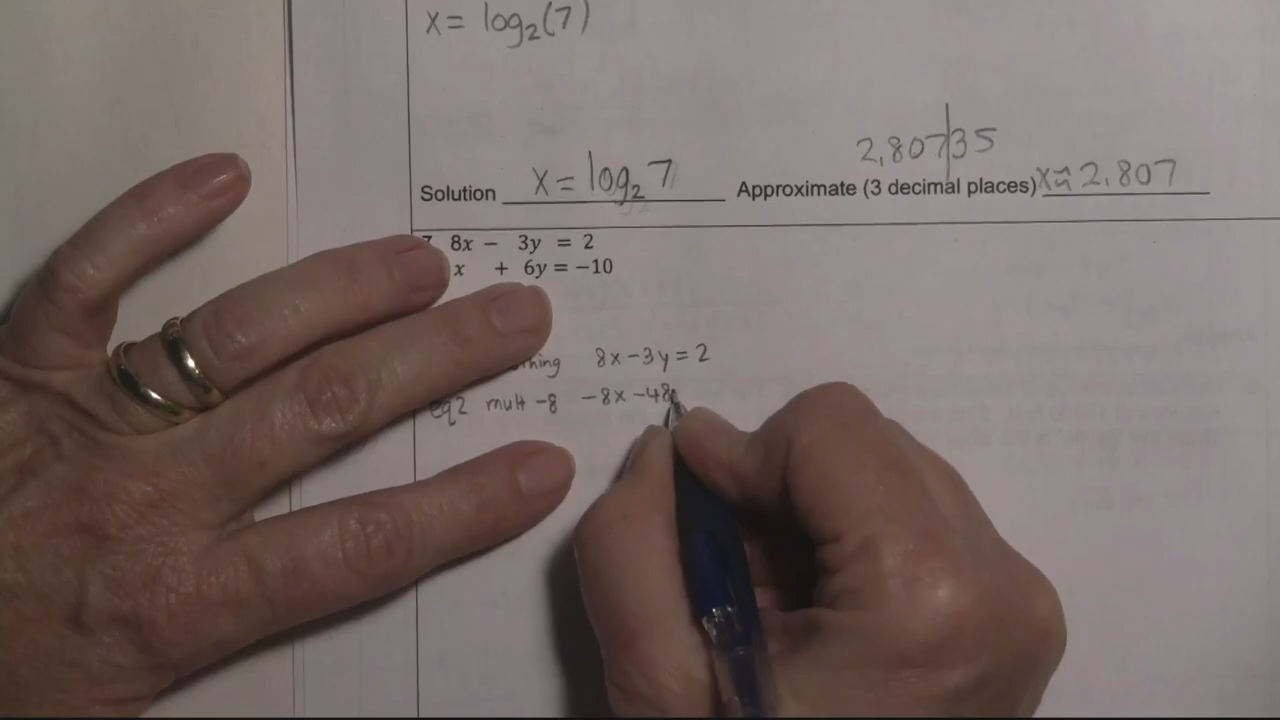 x = log₂(7)
2.807|35
Solution x = log₂ 7 Approximate (3 decimal places) x ≈ 2.807
8x − 3y = 2
x + 6y = −10
8x − 3y = 2
eq2 mult -8 -8x - 48